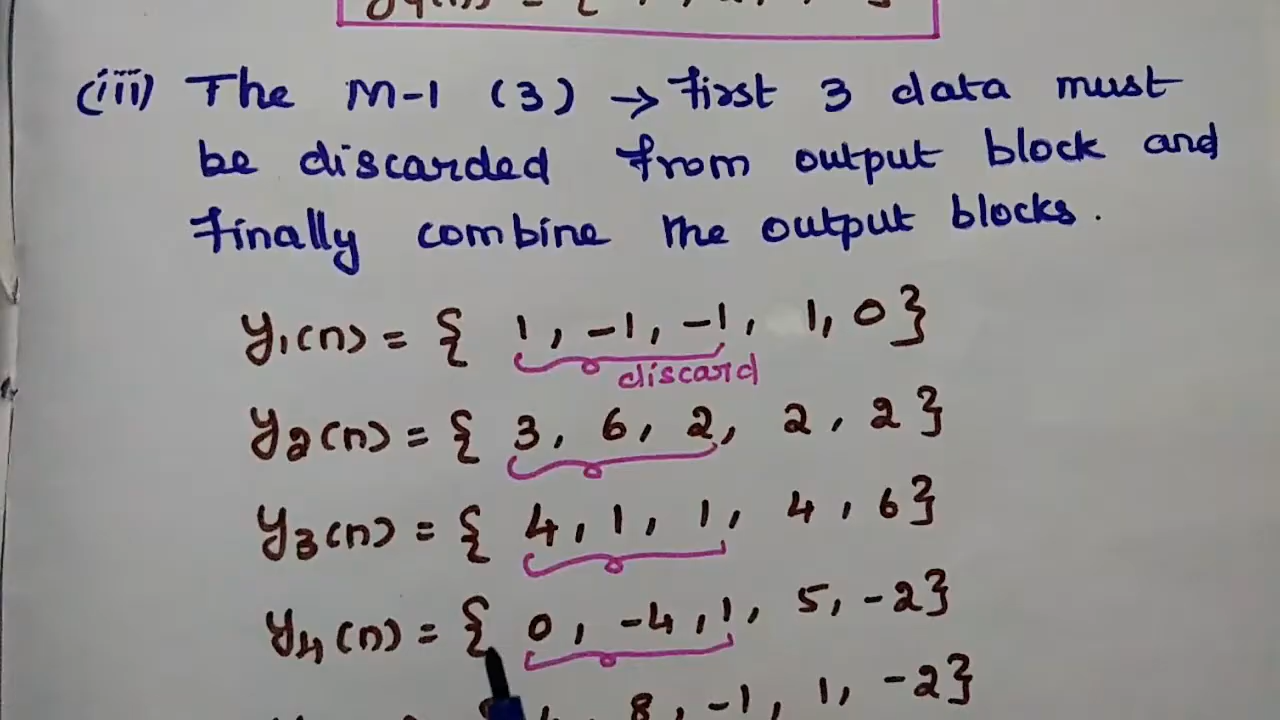 (iii) The M-1 (3) → first 3 data must
be discarded from output block and
finally combine the output blocks.
y₁(n) = { 1, -1, -1, 1, 0}
discard
y₂(n) = { 3, 6, 2, 2, 2}
y₃(n) = { 4, 1, 1, 4, 6}
y₄(n) = { 0, -4, 1, 5, -2}
8, -1, 1, -2}